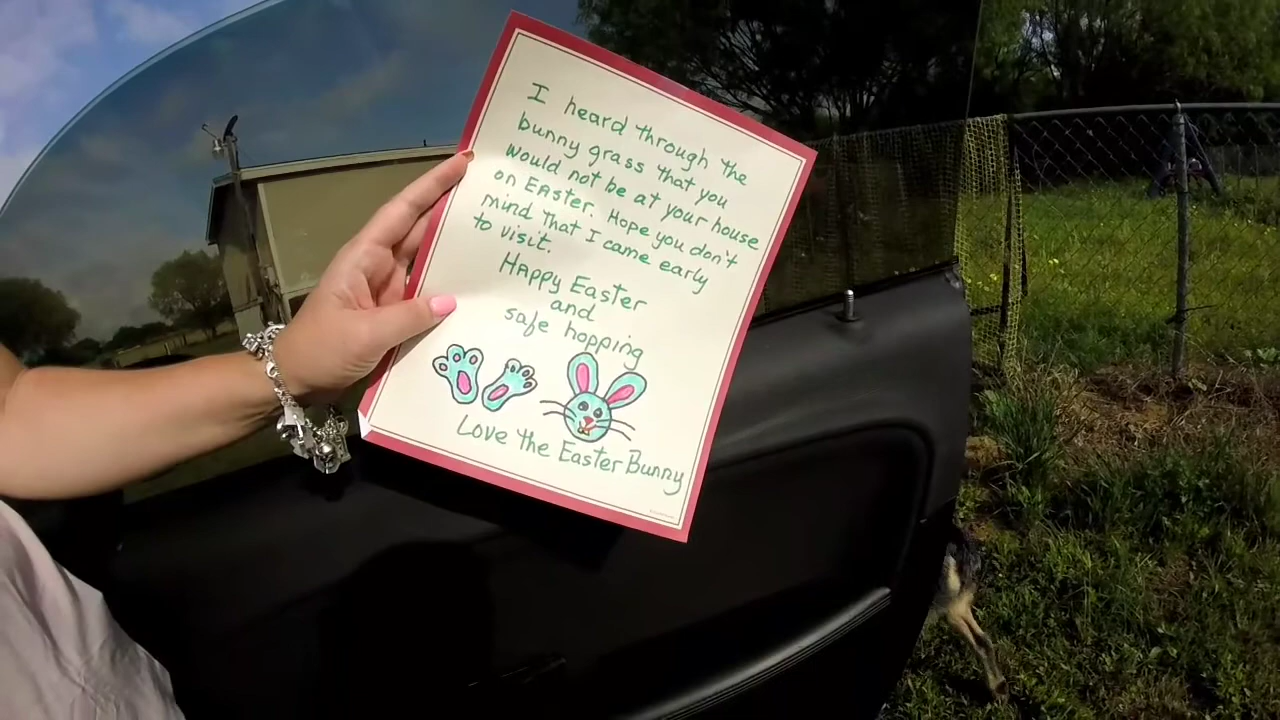 I heard through the
bunny grass that you
would not be at your house
on EAster. Hope you don't
mind that I came early
to visit.
HAppy Easter
and
safe hopping
Love the Easter Bunny